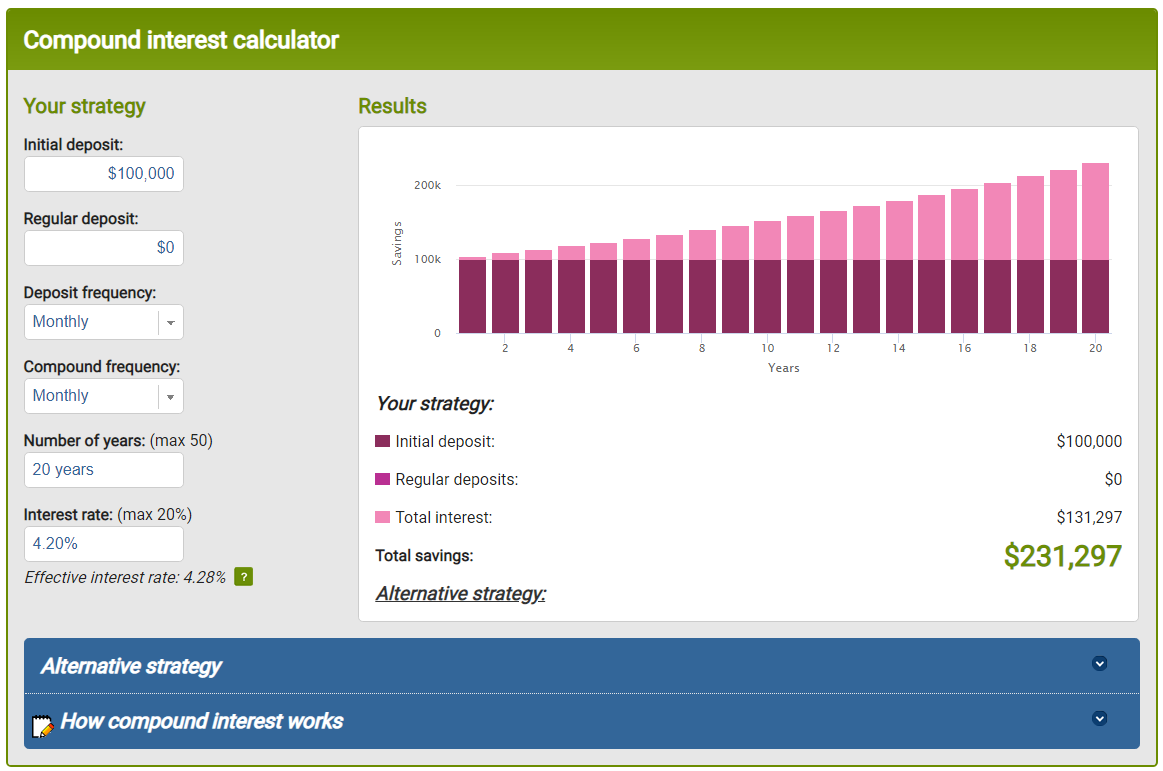 Compound interest calculator
Your strategy
Initial deposit:
$100,000
Regular deposit:
$0
Deposit frequency:
Monthly
Compound frequency:
Monthly
Number of years: (max 50)
20 years
Interest rate: (max 20%)
4.20%
Effective interest rate: 4.28% ?
Results
Savings
200k
100k
0
2 4 6 8 10 12 14 16 18 20
Years
Your strategy:
Initial deposit: $100,000
Regular deposits: $0
Total interest: $131,297
Total savings: $231,297
Alternative strategy:
Alternative strategy
How compound interest works